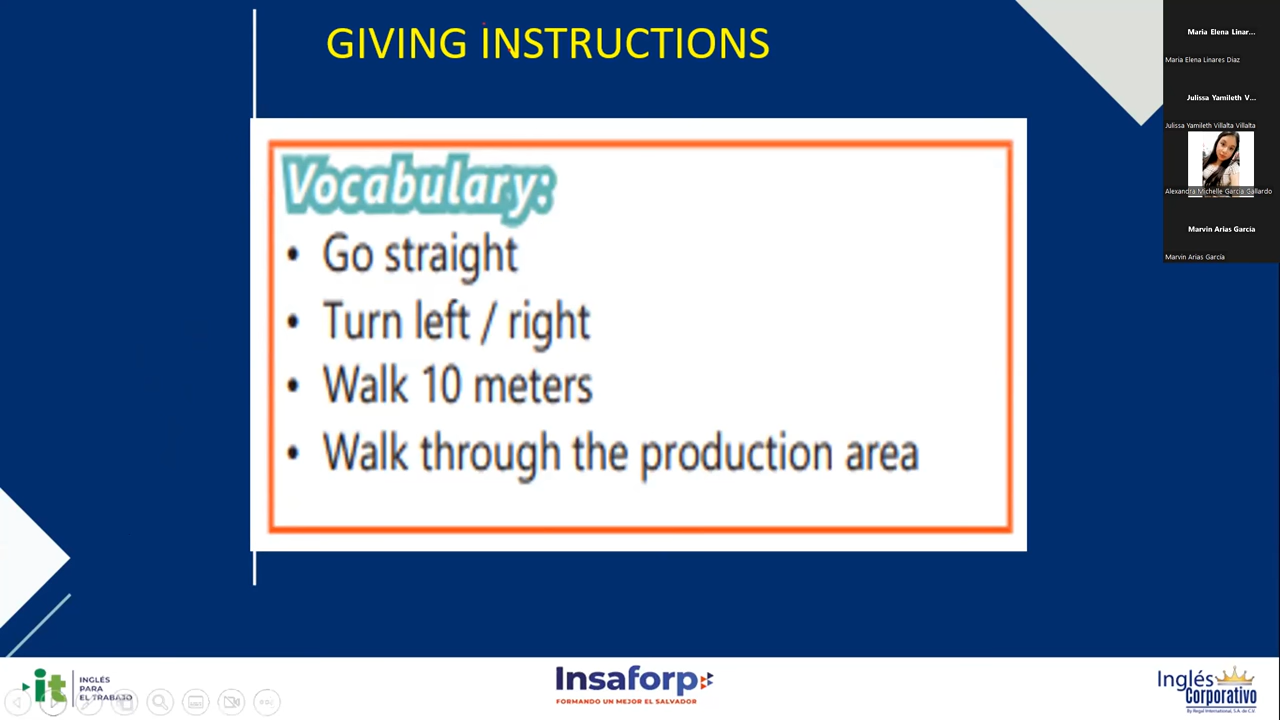 GIVING INSTRUCTIONS
Vocabulary:
• Go straight
• Turn left / right
• Walk 10 meters
• Walk through the production area
Maria Elena Linar...
Maria Elena Linares Diaz
Julissa Yamileth V...
Julissa Yamileth Villalta Villalta
Alexandra Michelle Garcia Gallardo
Marvin Arias Garcia
Marvin Arias Garcia
it
INGLÉS
PARA
EL TRABAJO
Insaforp
FORMANDO UN MEJOR EL SALVADOR
Inglés
Corporativo
By Regal International, S.A. de C.V.